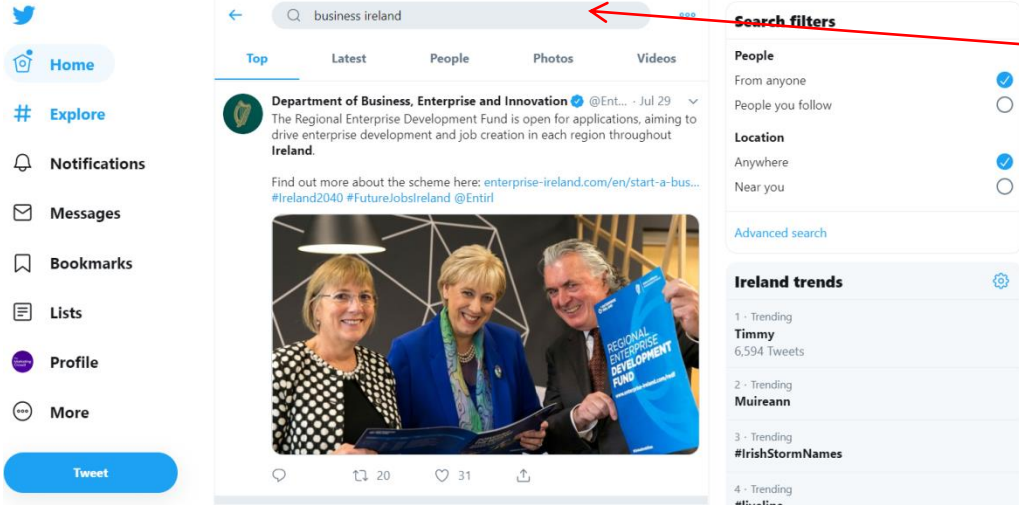 Home
Explore
Notifications
Messages
Bookmarks
Lists
Profile
More
Tweet
business ireland
Top Latest People Photos Videos
Department of Business, Enterprise and Innovation @Ent... · Jul 29
The Regional Enterprise Development Fund is open for applications, aiming to
drive enterprise development and job creation in each region throughout
Ireland.
Find out more about the scheme here: enterprise-ireland.com/en/start-a-bus...
#Ireland2040 #FutureJobsIreland @Entirl
REGIONAL
ENTERPRISE
DEVELOPMENT
FUND
20 31
Search filters
People
From anyone
People you follow
Location
Anywhere
Near you
Advanced search
Ireland trends
1 · Trending
Timmy
6,594 Tweets
2 · Trending
Muireann
3 · Trending
#IrishStormNames
4 · Trending